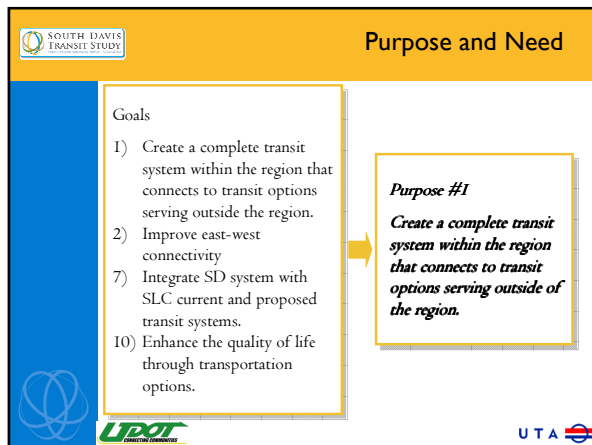 SOUTH DAVIS
TRANSIT STUDY
Purpose and Need
Goals
1) Create a complete transit
system within the region that
connects to transit options
serving outside the region.
2) Improve east-west
connectivity
7) Integrate SD system with
SLC current and proposed
transit systems.
10) Enhance the quality of life
through transportation
options.
Purpose #1
Create a complete transit
system within the region
that connects to transit
options serving outside of
the region.
UDOT
CONNECTING COMMUNITIES
UTA